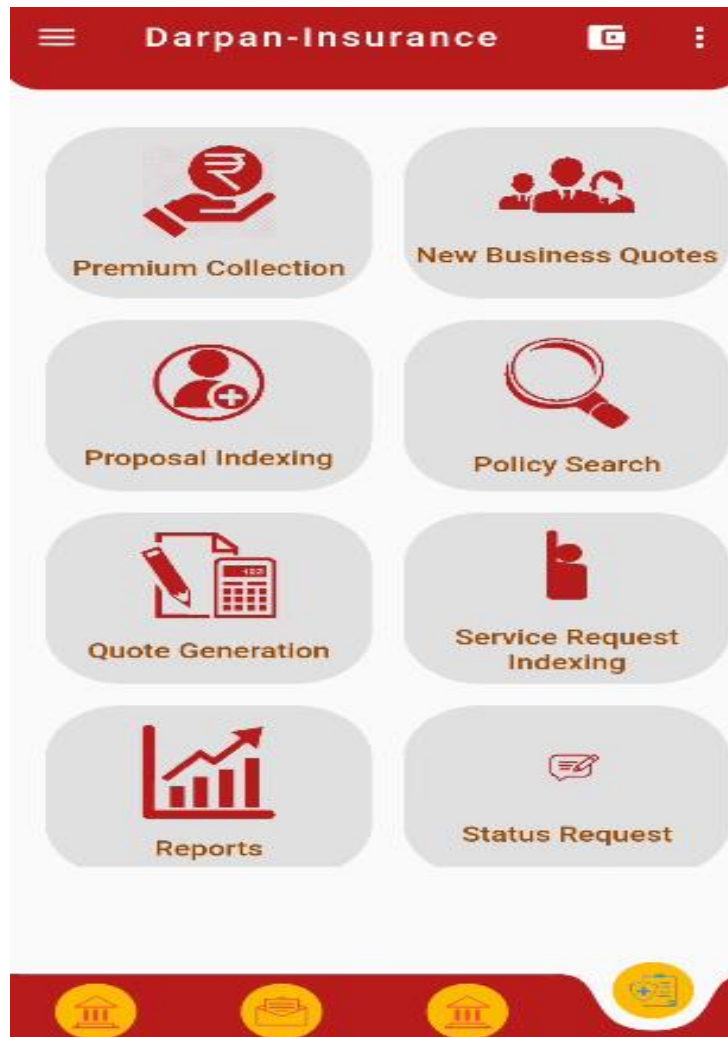 Darpan-Insurance
Premium Collection
New Business Quotes
Proposal Indexing
Policy Search
Quote Generation
Service Request
Indexing
Reports
Status Request